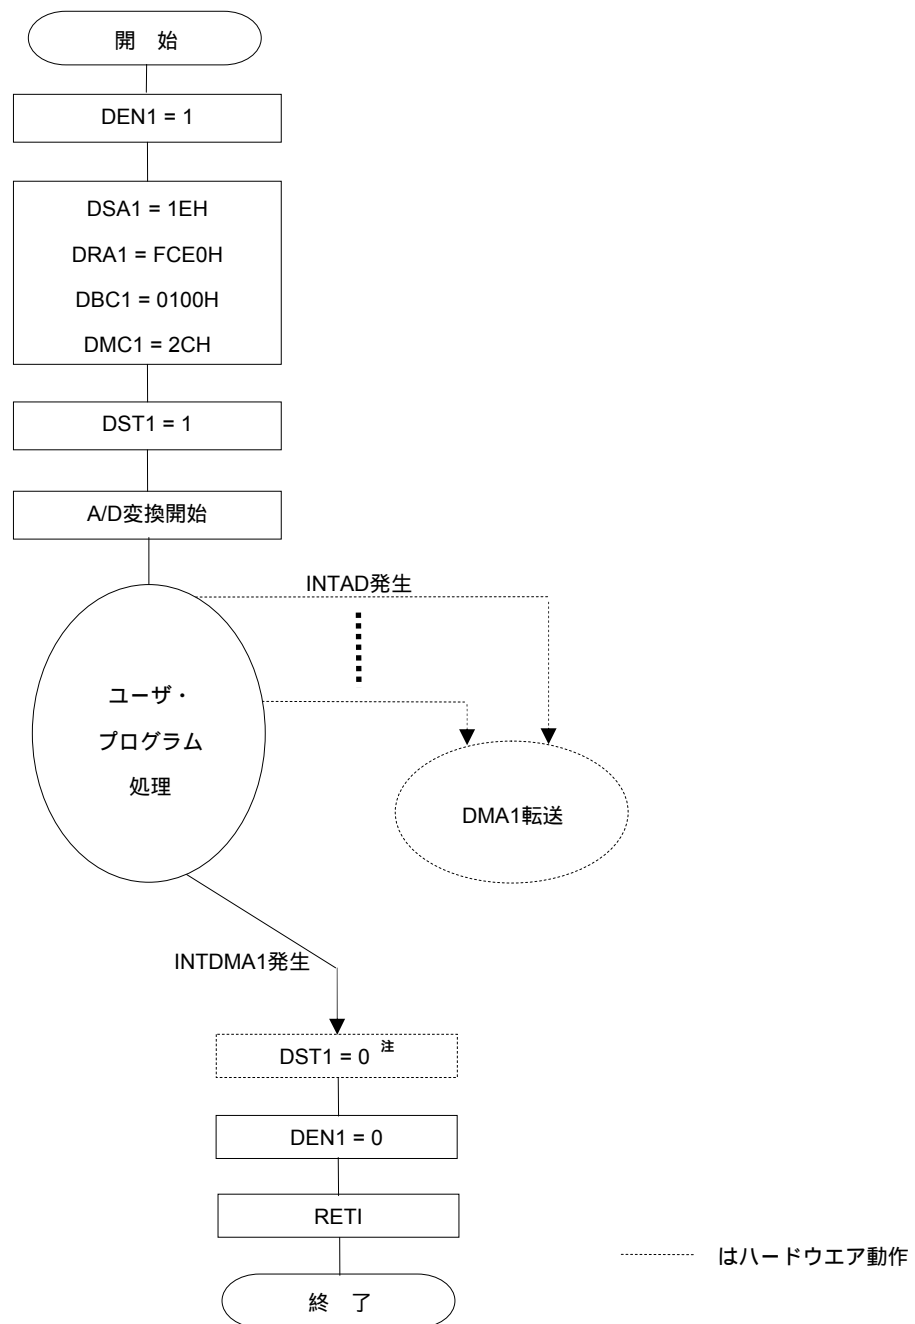 開 始
DEN1 = 1
DSA1 = 1EH
DRA1 = FCE0H
DBC1 = 0100H
DMC1 = 2CH
DST1 = 1
A/D変換開始
INTAD発生
ユーザ・
プログラム
処理
DMA1転送
INTDMA1発生
DST1 = 0 注
DEN1 = 0
RETI
はハードウエア動作
終 了